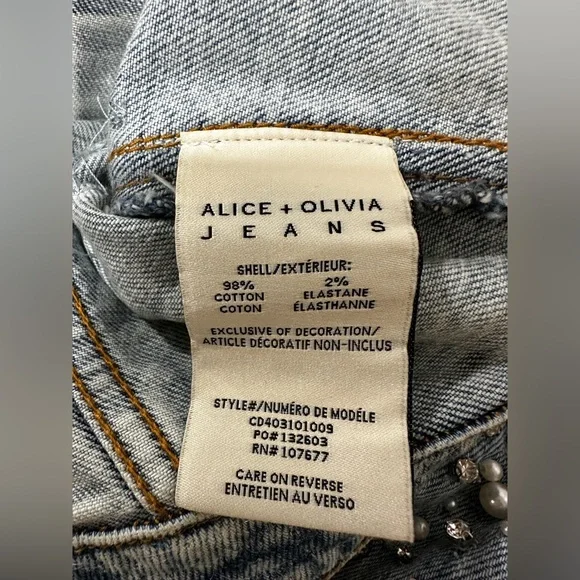 ALICE + OLIVIA
JEANS
SHELL/EXTÉRIEUR:
98% 2%
COTTON ELASTANE
COTON ÉLASTHANNE
EXCLUSIVE OF DECORATION/
ARTICLE DÉCORATIF NON-INCLUS
STYLE#/NUMÉRO DE MODÉLE
CD403101009
PO# 132603
RN# 107677
CARE ON REVERSE
ENTRETIEN AU VERSO